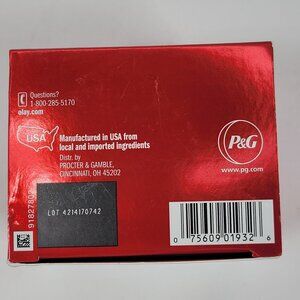 Questions?
1-800-285-5170
olay.com
USA
Manufactured in USA from
local and imported ingredients
Distr. by
PROCTER & GAMBLE,
CINCINNATI, OH 45202
P&G
www.pg.com
LOT 4214170742
0 75609 01932 6